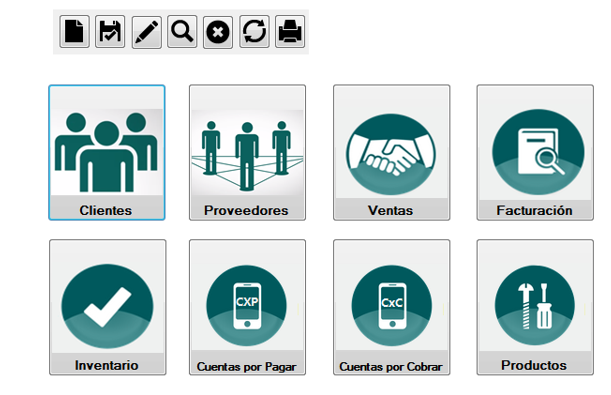 Clientes
Proveedores
Ventas
Facturación
CXP
CxC
Inventario
Cuentas por Pagar
Cuentas por Cobrar
Productos